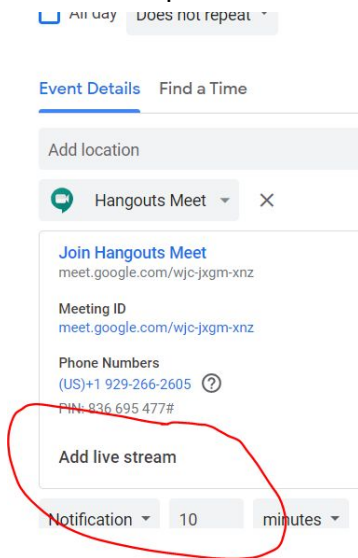 All day Does not repeat
Event Details Find a Time
Add location
Hangouts Meet
Join Hangouts Meet
meet.google.com/wjc-jxgm-xnz
Meeting ID
meet.google.com/wjc-jxgm-xnz
Phone Numbers
(US)+1 929-266-2605
PIN: 836 695 477#
Add live stream
Notification 10 minutes